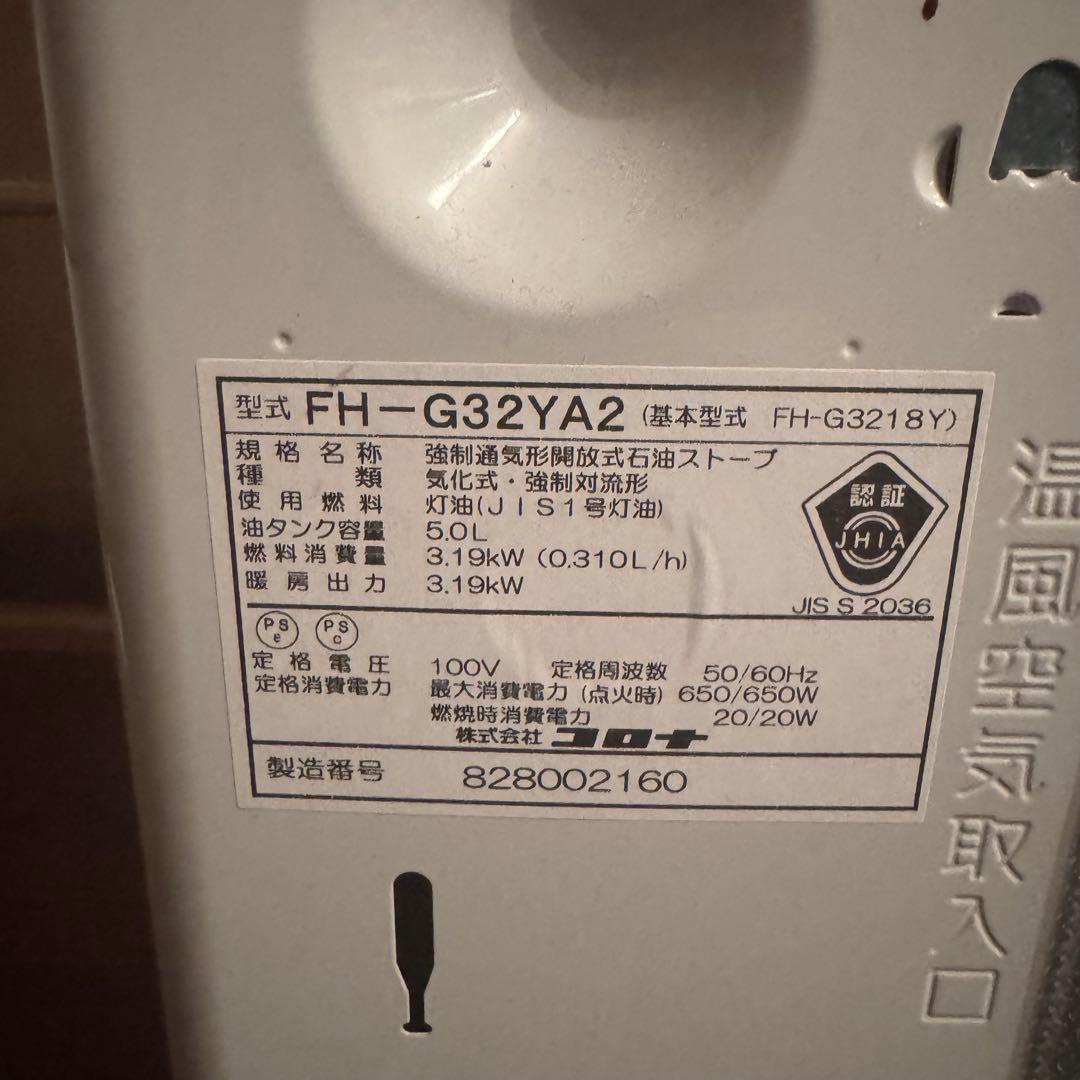 型式 FH-G32YA2 (基本型式 FH-G3218Y)
規格名称 強制通気形開放式石油ストーブ
種類 気化式・強制対流形
使用燃料 灯油(JIS1号灯油)
油タンク容量 5.0L
燃料消費量 3.19kW (0.310L/h)
暖房出力 3.19kW
認証
JHIA
JIS S 2036
PS e PS c
定格電圧 100V 定格周波数 50/60Hz
定格消費電力 最大消費電力 (点火時) 650/650W
燃焼時消費電力 20/20W
株式会社 コロナ
製造番号 828002160
温風空気取入口